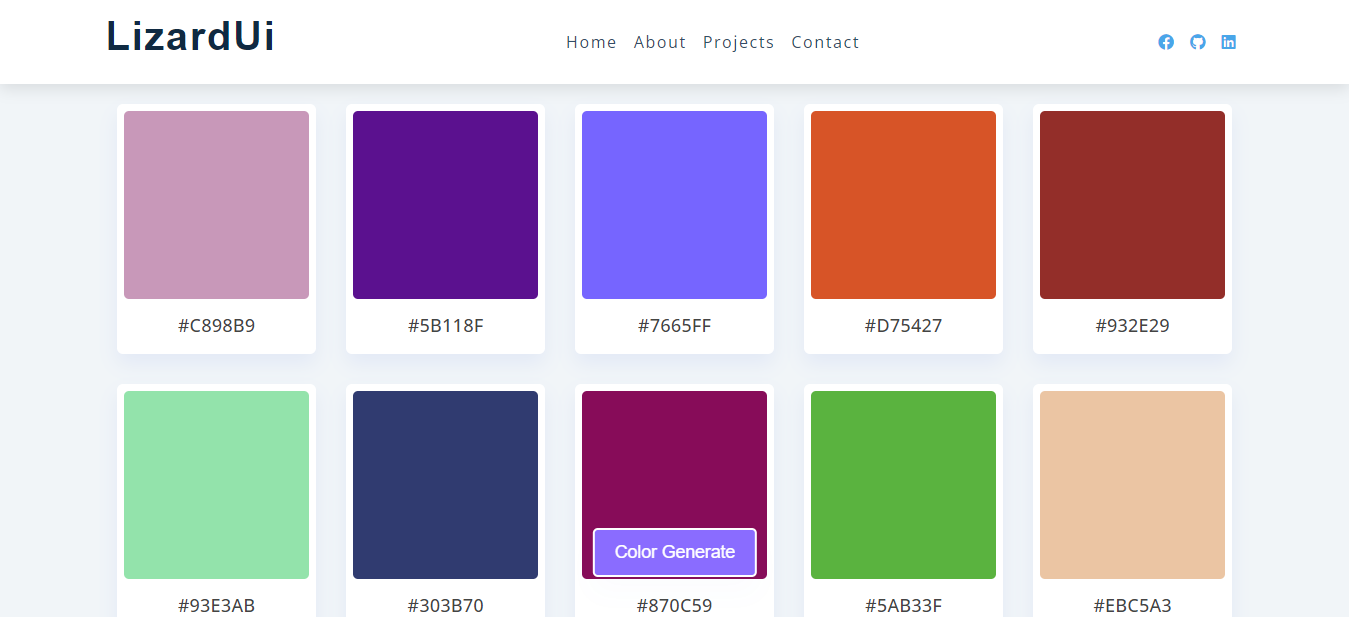 LizardUi
Home About Projects Contact
#C898B9 #5B118F #7665FF #D75427 #932E29
Color Generate
#93E3AB #303B70 #870C59 #5AB33F #EBC5A3